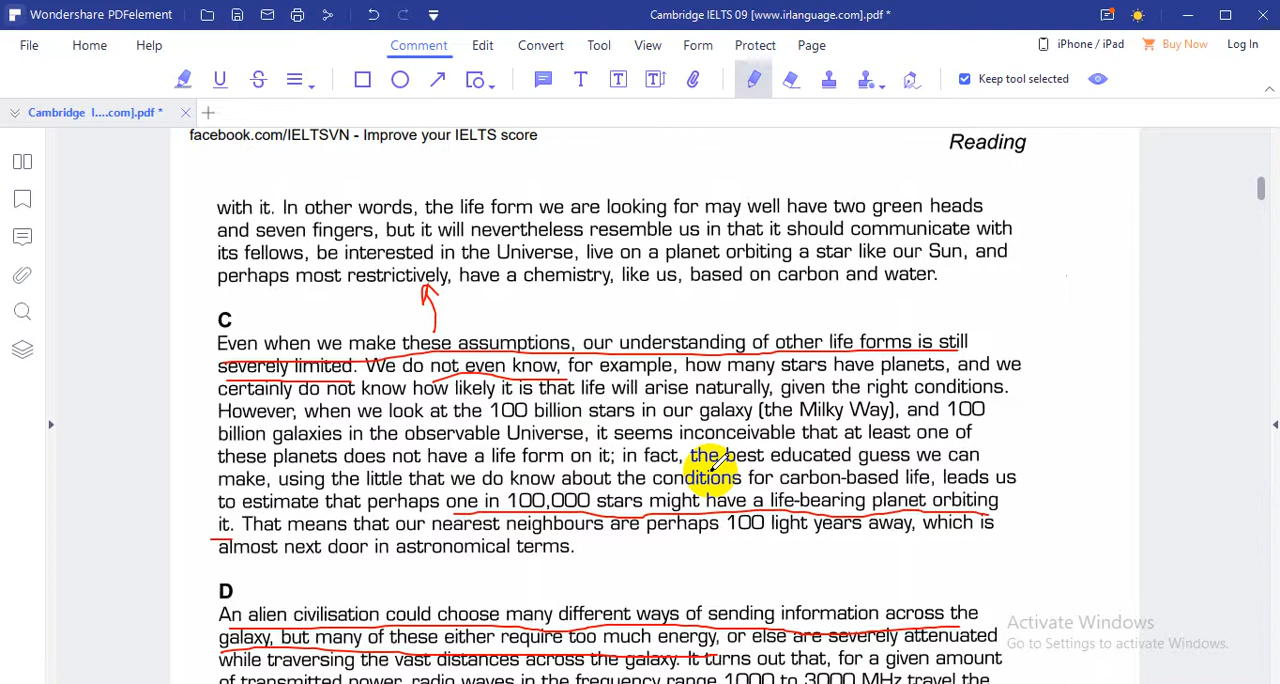 Wondershare PDFelement
Cambridge IELTS 09 [www.irlanguage.com].pdf *
File Home Help Comment Edit Convert Tool View Form Protect Page iPhone / iPad Buy Now Log In
Keep tool selected
Cambridge I....com].pdf *
facebook.com/IELTSVN - Improve your IELTS score
Reading
with it. In other words, the life form we are looking for may well have two green heads
and seven fingers, but it will nevertheless resemble us in that it should communicate with
its fellows, be interested in the Universe, live on a planet orbiting a star like our Sun, and
perhaps most restrictively, have a chemistry, like us, based on carbon and water.
C
Even when we make these assumptions, our understanding of other life forms is still
severely limited. We do not even know, for example, how many stars have planets, and we
certainly do not know how likely it is that life will arise naturally, given the right conditions.
However, when we look at the 100 billion stars in our galaxy (the Milky Way), and 100
billion galaxies in the observable Universe, it seems inconceivable that at least one of
these planets does not have a life form on it; in fact, the best educated guess we can
make, using the little that we do know about the conditions for carbon-based life, leads us
to estimate that perhaps one in 100,000 stars might have a life-bearing planet orbiting
it. That means that our nearest neighbours are perhaps 100 light years away, which is
almost next door in astronomical terms.
D
An alien civilisation could choose many different ways of sending information across the
galaxy, but many of these either require too much energy, or else are severely attenuated
while traversing the vast distances across the galaxy. It turns out that, for a given amount
of transmitted power, radio waves in the frequency range 1000 to 3000 MHz travel the
Activate Windows
Go to Settings to activate Windows.